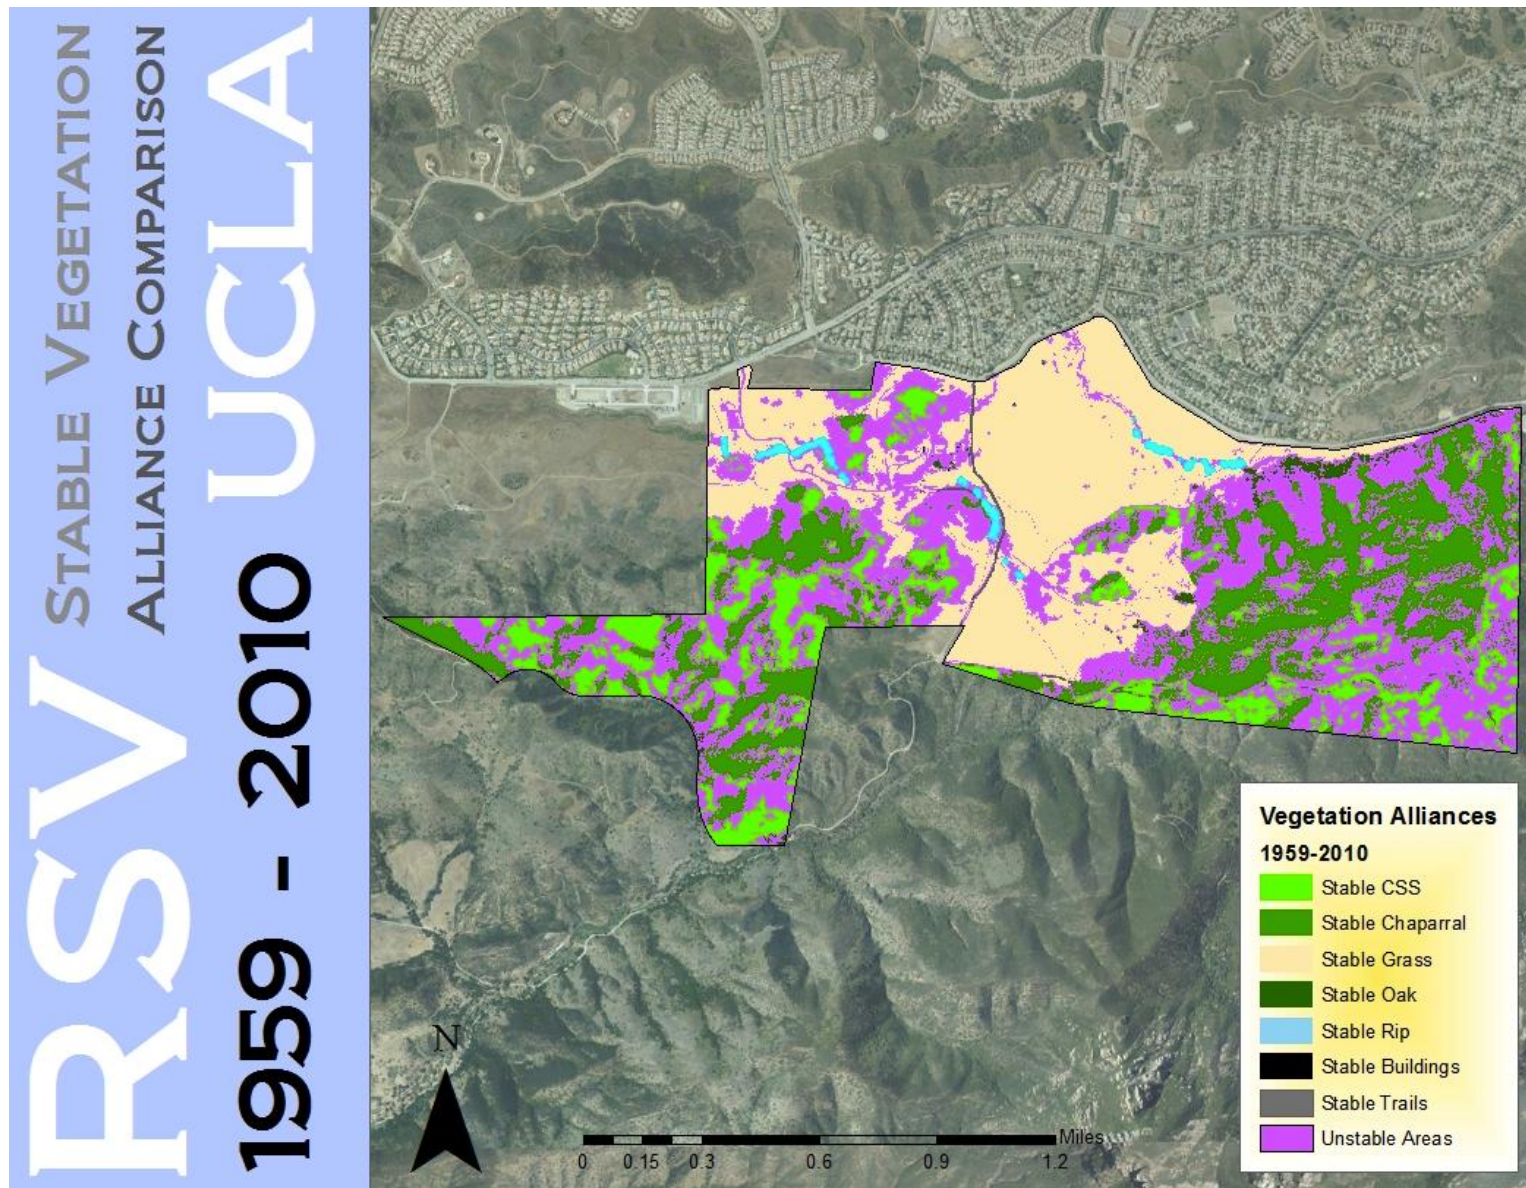 STABLE VEGETATION
ALLIANCE COMPARISON
RSV
1959 - 2010 UCLA
Vegetation Alliances
1959-2010
Stable CSS
Stable Chaparral
Stable Grass
Stable Oak
Stable Rip
Stable Buildings
Stable Trails
Unstable Areas
N
Miles
0 0.15 0.3 0.6 0.9 1.2